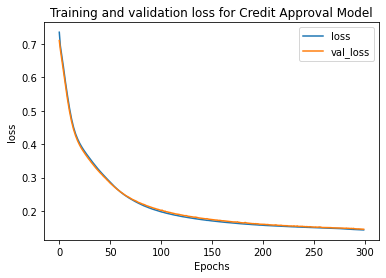 Training and validation loss for Credit Approval Model
loss
val_loss
0.7
0.6
0.5
0.4
0.3
0.2
loss
0
50
100
150
200
250
300
Epochs